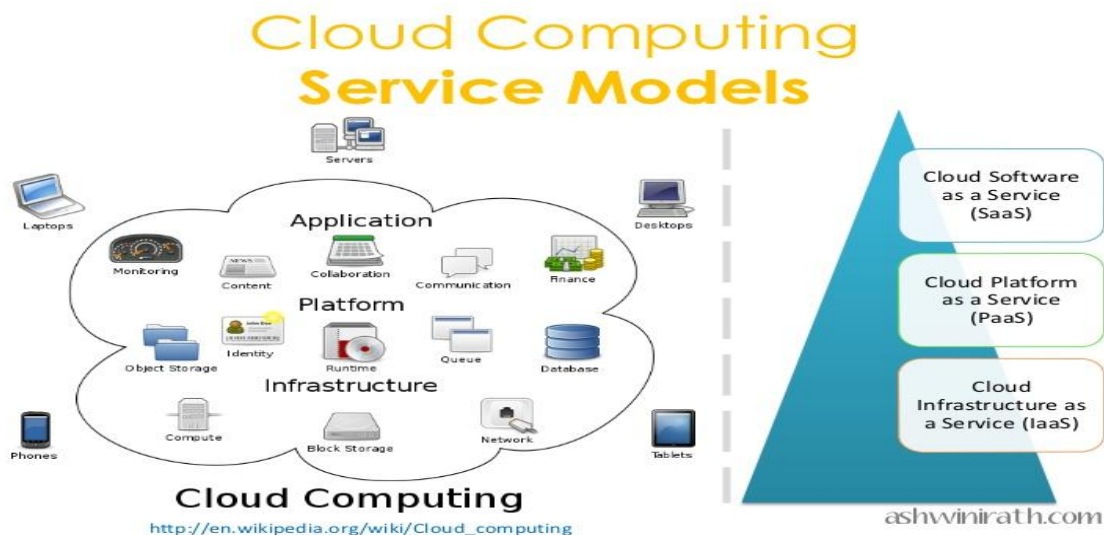 Cloud Computing
Service Models
Servers
Laptops
Desktops
Application
Monitoring
Content
Collaboration
Communication
Finance
Platform
Object Storage
Identity
Runtime
Queue
Database
Infrastructure
Compute
Block Storage
Network
Phones
Tablets
Cloud Computing
http://en.wikipedia.org/wiki/Cloud_computing
Cloud Software
as a Service
(SaaS)
Cloud Platform
as a Service
(PaaS)
Cloud
Infrastructure as
a Service (IaaS)
ashwinirath.com